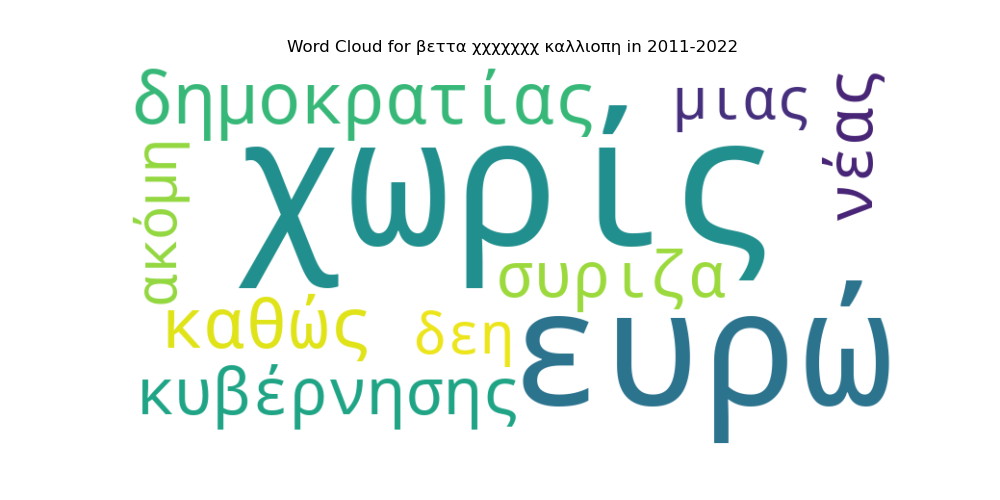 Word Cloud for βεττα χχχχχχχ καλλιοπη in 2011-2022
δημοκρατίας
μιας
νέας
ακόμη
χωρίς
συριζα
καθώς
δεη
ευρώ
κυβέρνησης